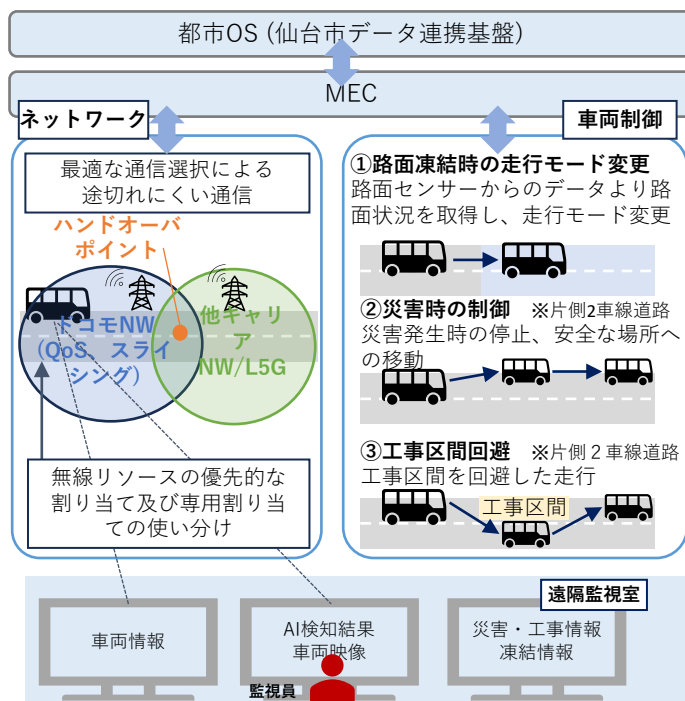 都市OS (仙台市データ連携基盤)
MEC
ネットワーク
最適な通信選択による
途切れにくい通信
ハンドオーバ
ポイント
ドコモNW
(QoS、スライ
シング)
他キャリ
ア
NW/L5G
無線リソースの優先的な
割り当て及び専用割り当
ての使い分け
車両制御
①路面凍結時の走行モード変更
路面センサーからのデータより路
面状況を取得し、走行モード変更
②災害時の制御 ※片側2車線道路
災害発生時の停止、安全な場所へ
の移動
③工事区間回避 ※片側２車線道路
工事区間を回避した走行
工事区間
遠隔監視室
車両情報
AI検知結果
車両映像
監視員
災害・工事情報
凍結情報